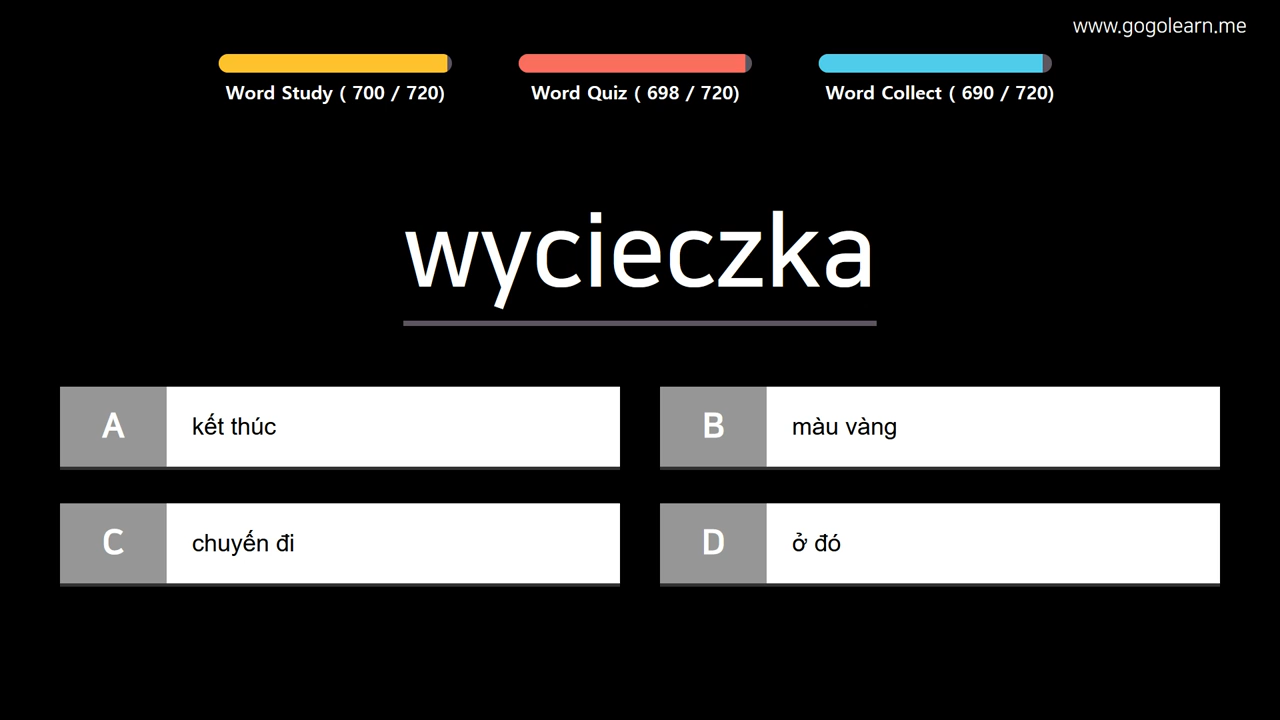 www.gogolearn.me
Word Study ( 700 / 720)
Word Quiz ( 698 / 720)
Word Collect ( 690 / 720)
wycieczka
A
kết thúc
B
màu vàng
C
chuyến đi
D
ở đó